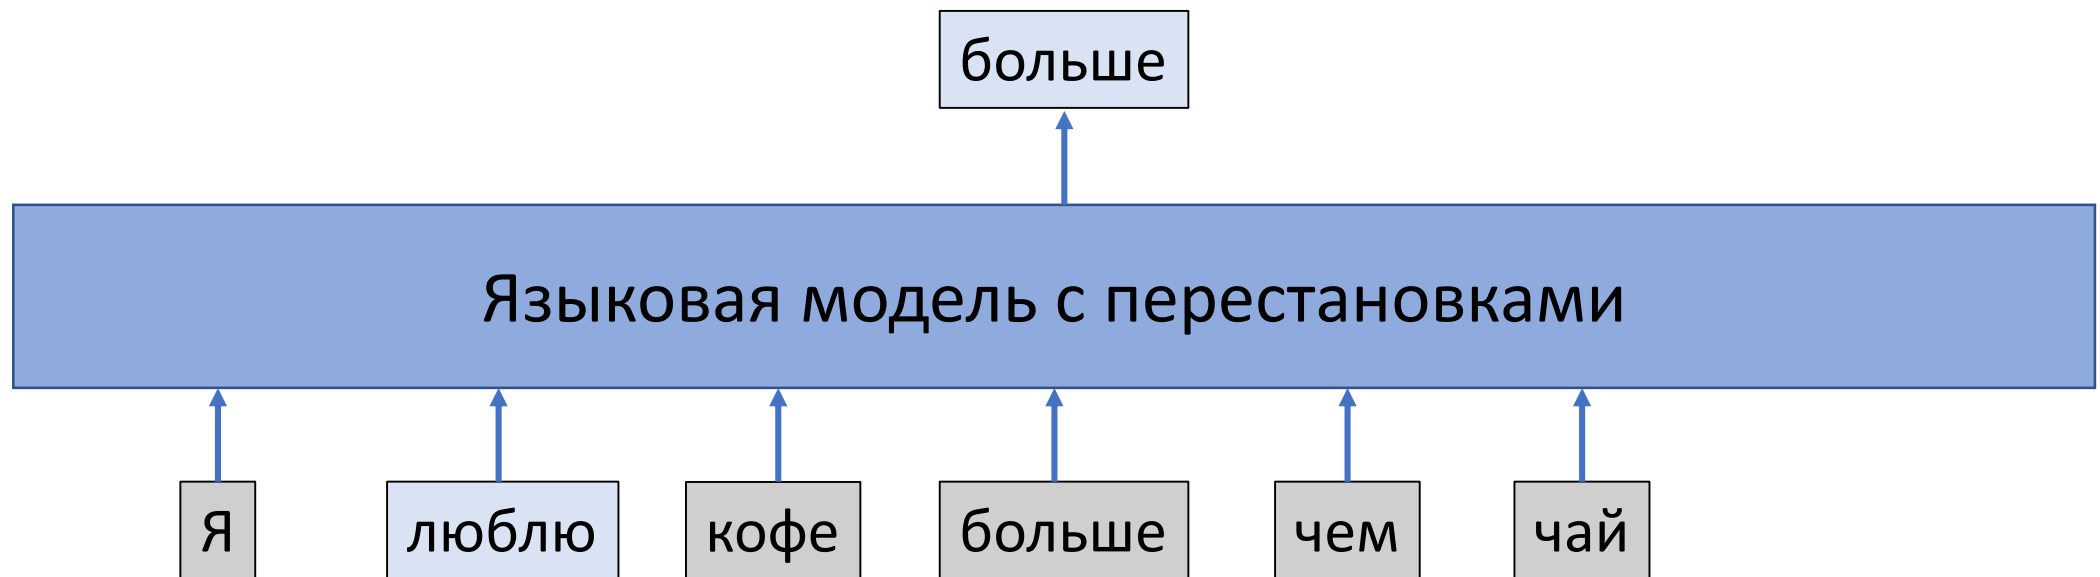 больше
Языковая модель с перестановками
Я люблю кофе больше чем чай